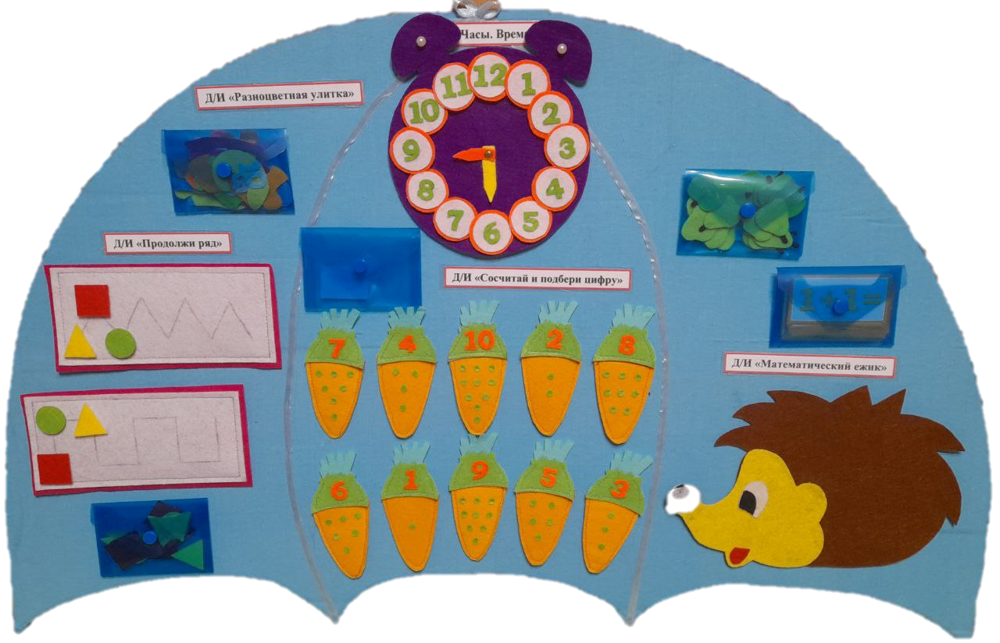 Часы. Врем
12
11
1
10
2
9
3
8
4
7
5
6
Д/И «Разноцветная улитка»
Д/И «Продолжи ряд»
Д/И «Сосчитай и подбери цифру»
7 4 10 2 8
6 1 9 5 3
1+1=
Д/И «Математический ежик»